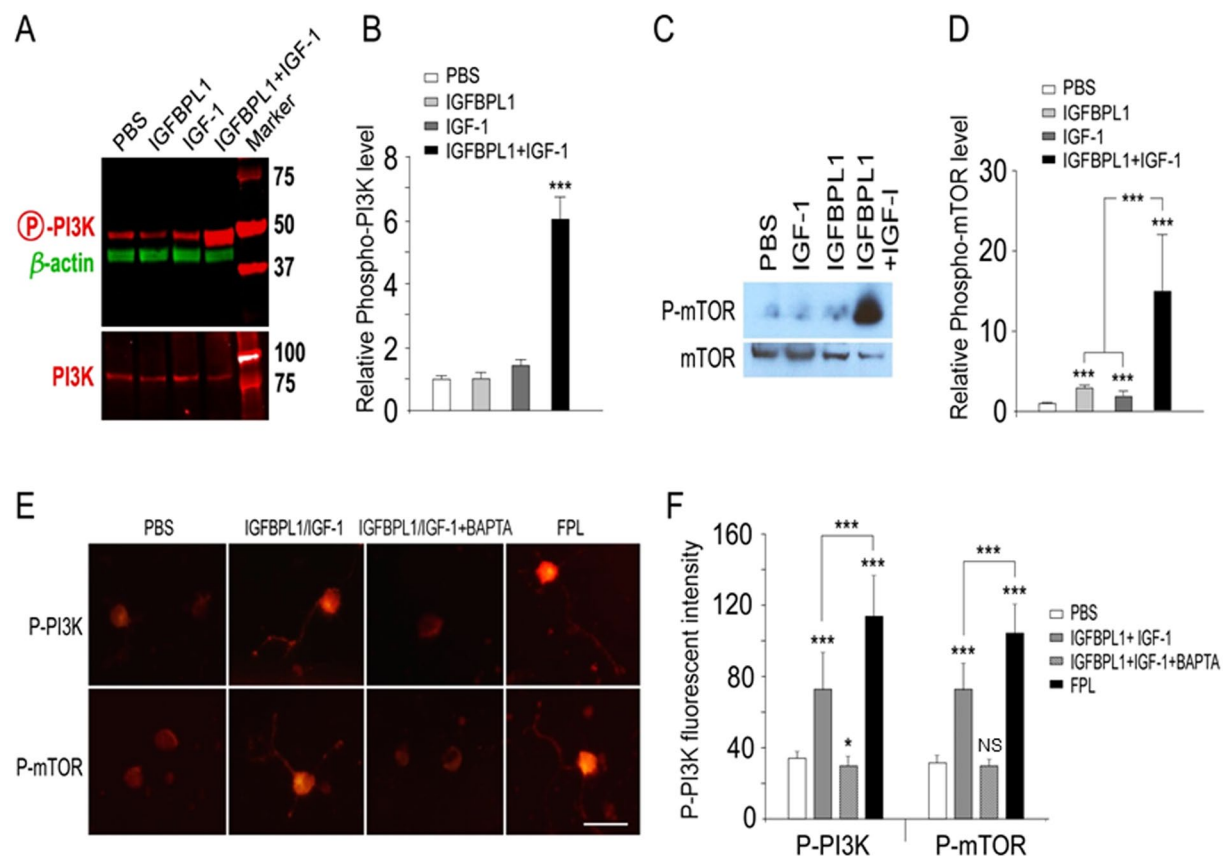 A
PBS
IGFBPL1
IGF-1
IGFBPL1+IGF-1
Marker
75
Ⓟ-PI3K
50
β-actin
37
100
PI3K
75
B
PBS
IGFBPL1
IGF-1
IGFBPL1+IGF-1
Relative Phospho-PI3K level
8
6
4
2
0
***
C
PBS
IGF-1
IGFBPL1
IGFBPL1
+IGF-I
P-mTOR
mTOR
D
PBS
IGFBPL1
IGF-1
IGFBPL1+IGF-1
Relative Phospho-mTOR level
30
20
10
0
***
***
***
***
E
PBS
IGFBPL1/IGF-1
IGFBPL1/IGF-1+BAPTA
FPL
P-PI3K
P-mTOR
F
P-PI3K fluorescent intensity
160
120
80
40
0
***
***
***
*
***
***
***
NS
P-PI3K
P-mTOR
PBS
IGFBPL1+ IGF-1
IGFBPL1+IGF-1+BAPTA
FPL